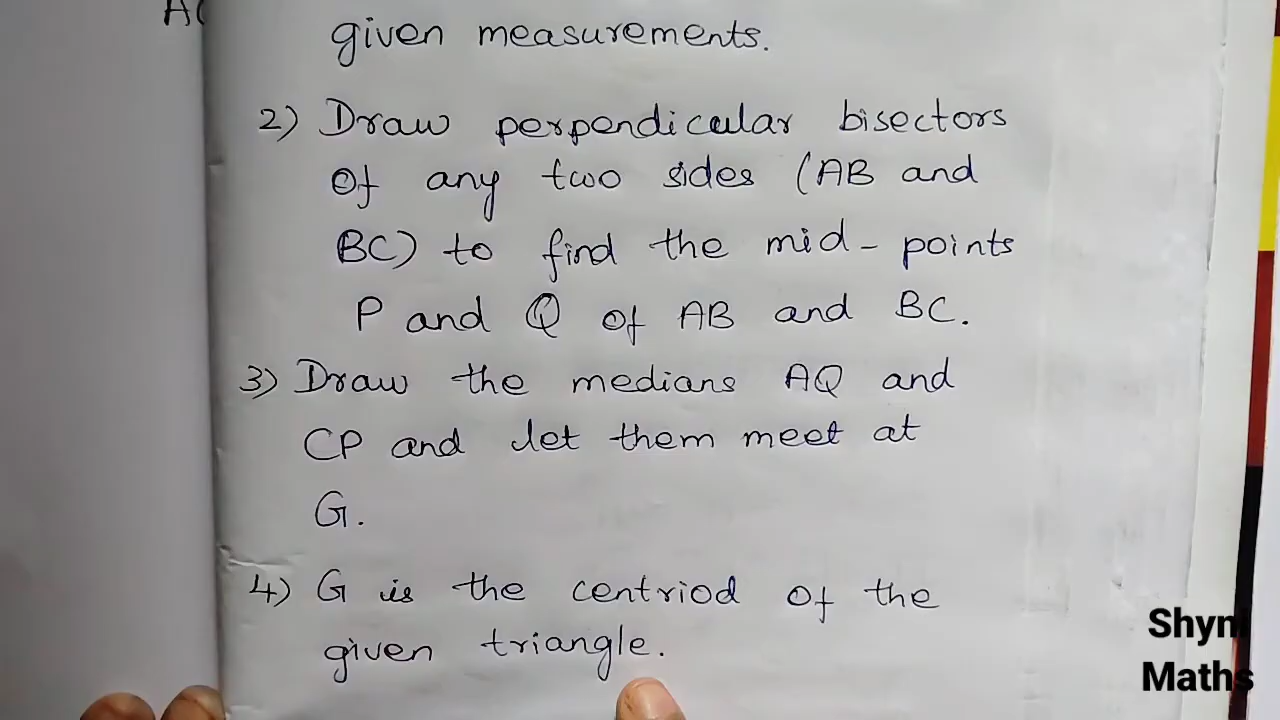 A
given measurements.
2) Draw perpendicular bisectors
Of any two sides (AB and
BC) to find the mid- points
P and Q of AB and BC.
3) Draw the medians AQ and
CP and let them meet at
G.
4) G is the centriod of the
given triangle.
Shyni
Maths